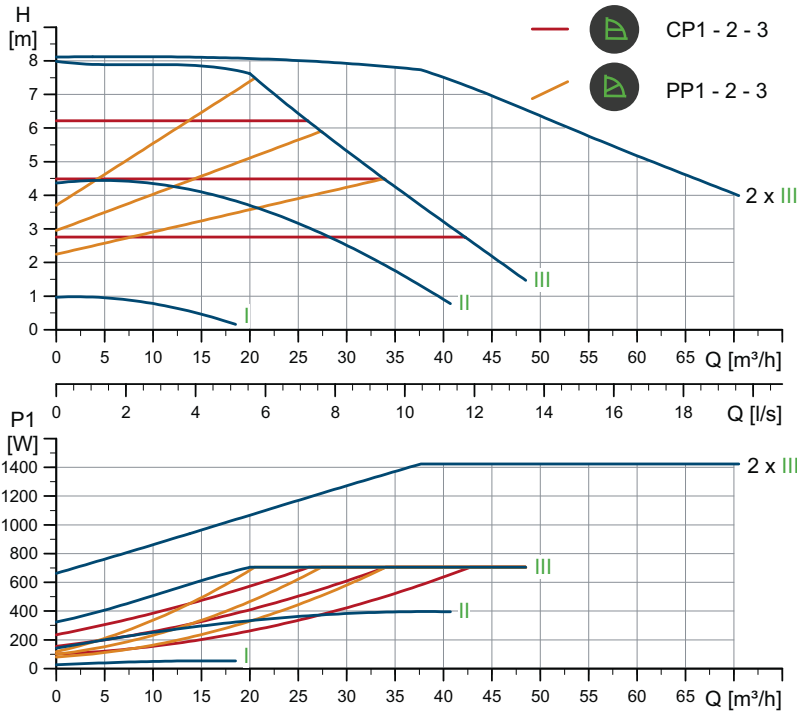 H
[m]
CP1 - 2 - 3
PP1 - 2 - 3
8
7
6
5
4
3
2
1
0
2 x III
III
II
I
0 5 10 15 20 25 30 35 40 45 50 55 60 65 Q [m³/h]
0 2 4 6 8 10 12 14 16 18 Q [l/s]
P1
[W]
1400
1200
1000
800
600
400
200
0
2 x III
III
II
I
0 5 10 15 20 25 30 35 40 45 50 55 60 65 Q [m³/h]